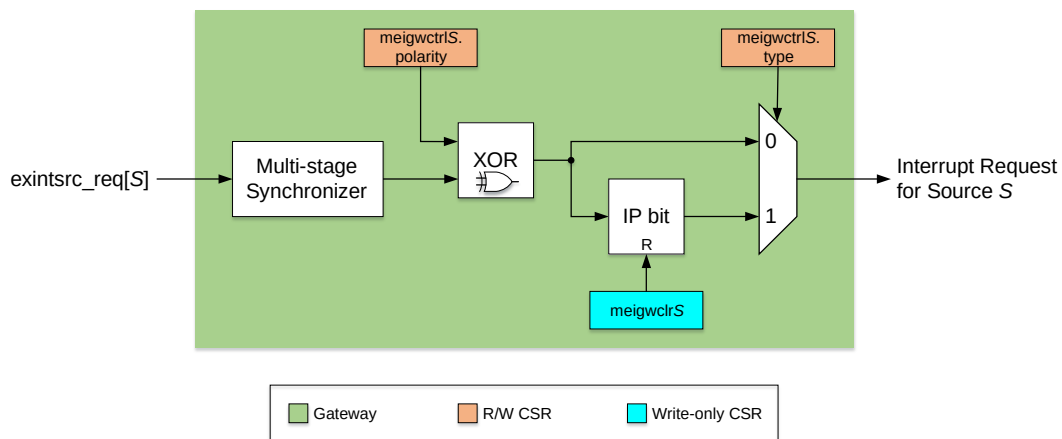 meigwctrlS.
polarity
meigwctrlS.
type
exintsrc_req[S]
Multi-stage
Synchronizer
XOR
0
1
IP bit
R
meigwclrS
Interrupt Request
for Source S
Gateway
R/W CSR
Write-only CSR